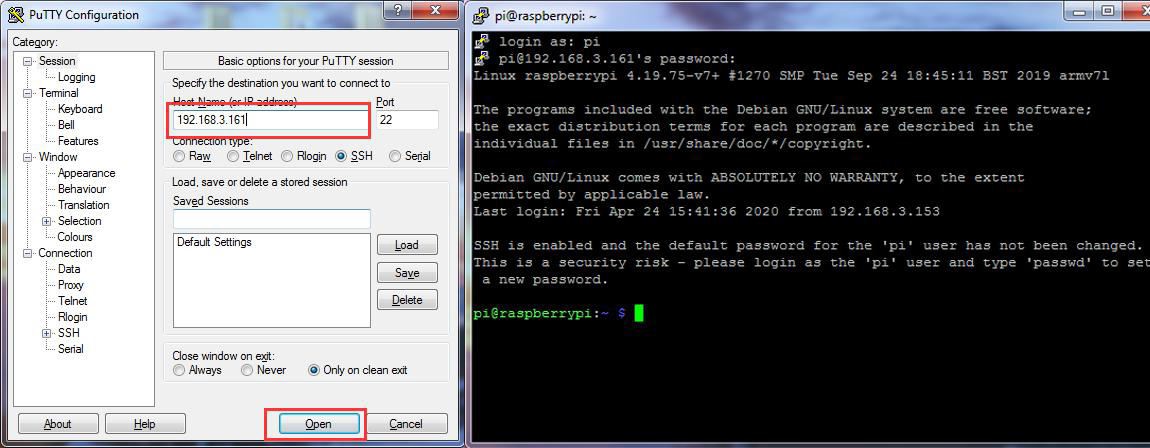 PuTTY Configuration
?
Category:
Session
Logging
Terminal
Keyboard
Bell
Features
Window
Appearance
Behaviour
Translation
Selection
Colours
Connection
Data
Proxy
Telnet
Rlogin
SSH
Serial
Basic options for your PuTTY session
Specify the destination you want to connect to
Host Name (or IP address)
Port
192.168.3.161
22
Connection type:
Raw Telnet Rlogin SSH Serial
Load, save or delete a stored session
Saved Sessions
Default Settings
Load
Save
Delete
Close window on exit:
Always Never Only on clean exit
About Help Open Cancel
pi@raspberrypi: ~
login as: pi
pi@192.168.3.161's password:
Linux raspberrypi 4.19.75-v7+ #1270 SMP Tue Sep 24 18:45:11 BST 2019 armv7l
The programs included with the Debian GNU/Linux system are free software;
the exact distribution terms for each program are described in the
individual files in /usr/share/doc/*/copyright.
Debian GNU/Linux comes with ABSOLUTELY NO WARRANTY, to the extent
permitted by applicable law.
Last login: Fri Apr 24 15:41:36 2020 from 192.168.3.153
SSH is enabled and the default password for the 'pi' user has not been changed.
This is a security risk - please login as the 'pi' user and type 'passwd' to set
a new password.
pi@raspberrypi:~ $